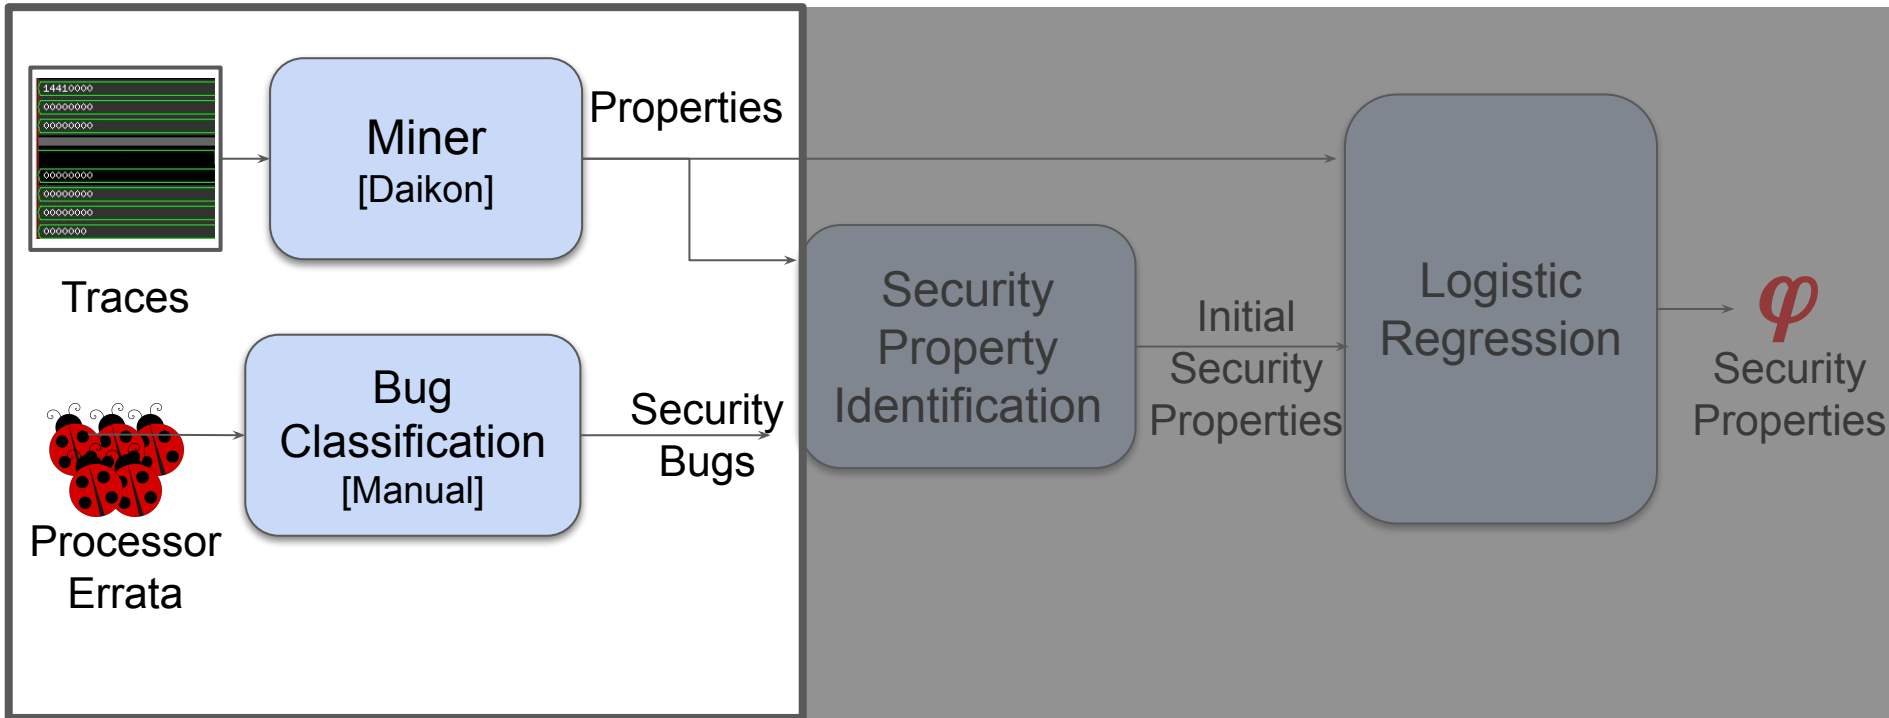 14410000
00000000
00000000
00000000
00000000
00000000
0000000
Traces
Miner
[Daikon]
Properties
Processor
Errata
Bug
Classification
[Manual]
Security
Bugs
Security
Property
Identification
Initial
Security
Properties
Logistic
Regression
φ
Security
Properties